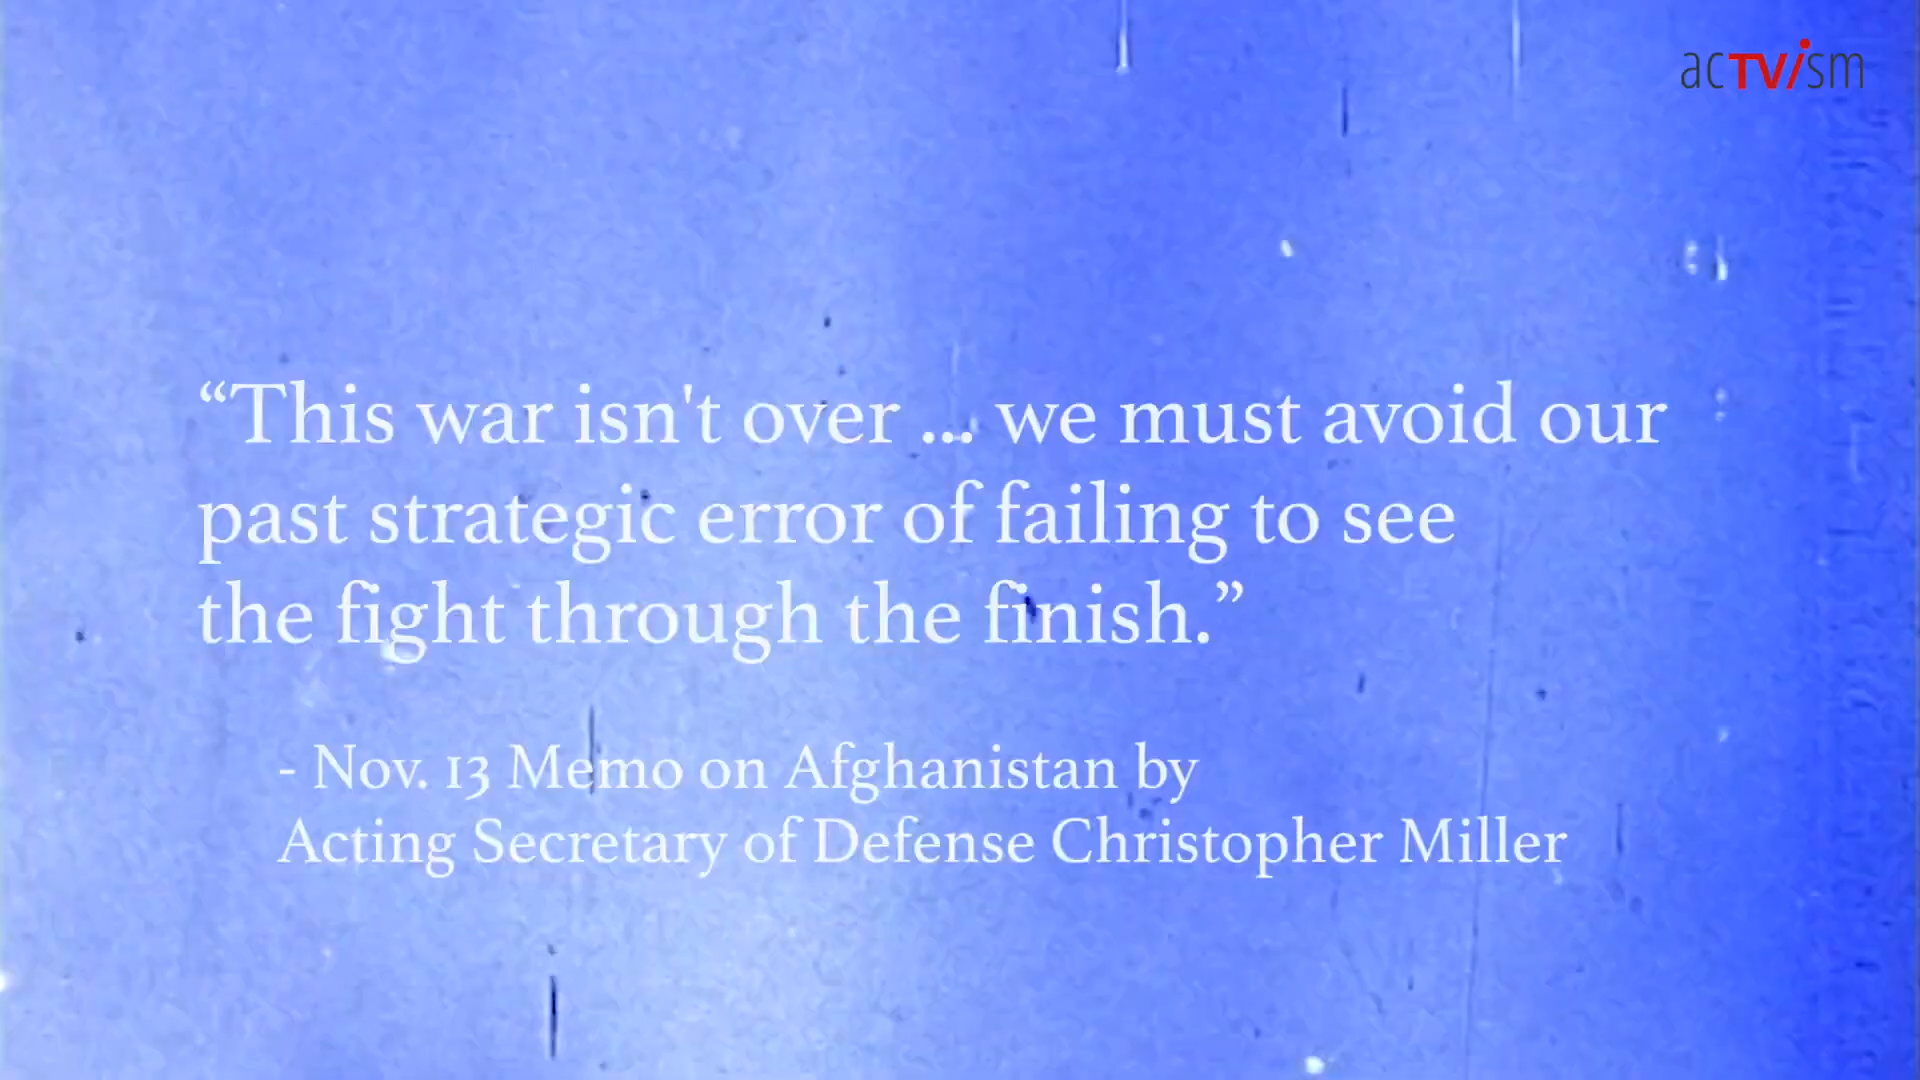 acTVism
“This war isn't over ... we must avoid our
past strategic error of failing to see
the fight through the finish.”
- Nov. 13 Memo on Afghanistan by
Acting Secretary of Defense Christopher Miller